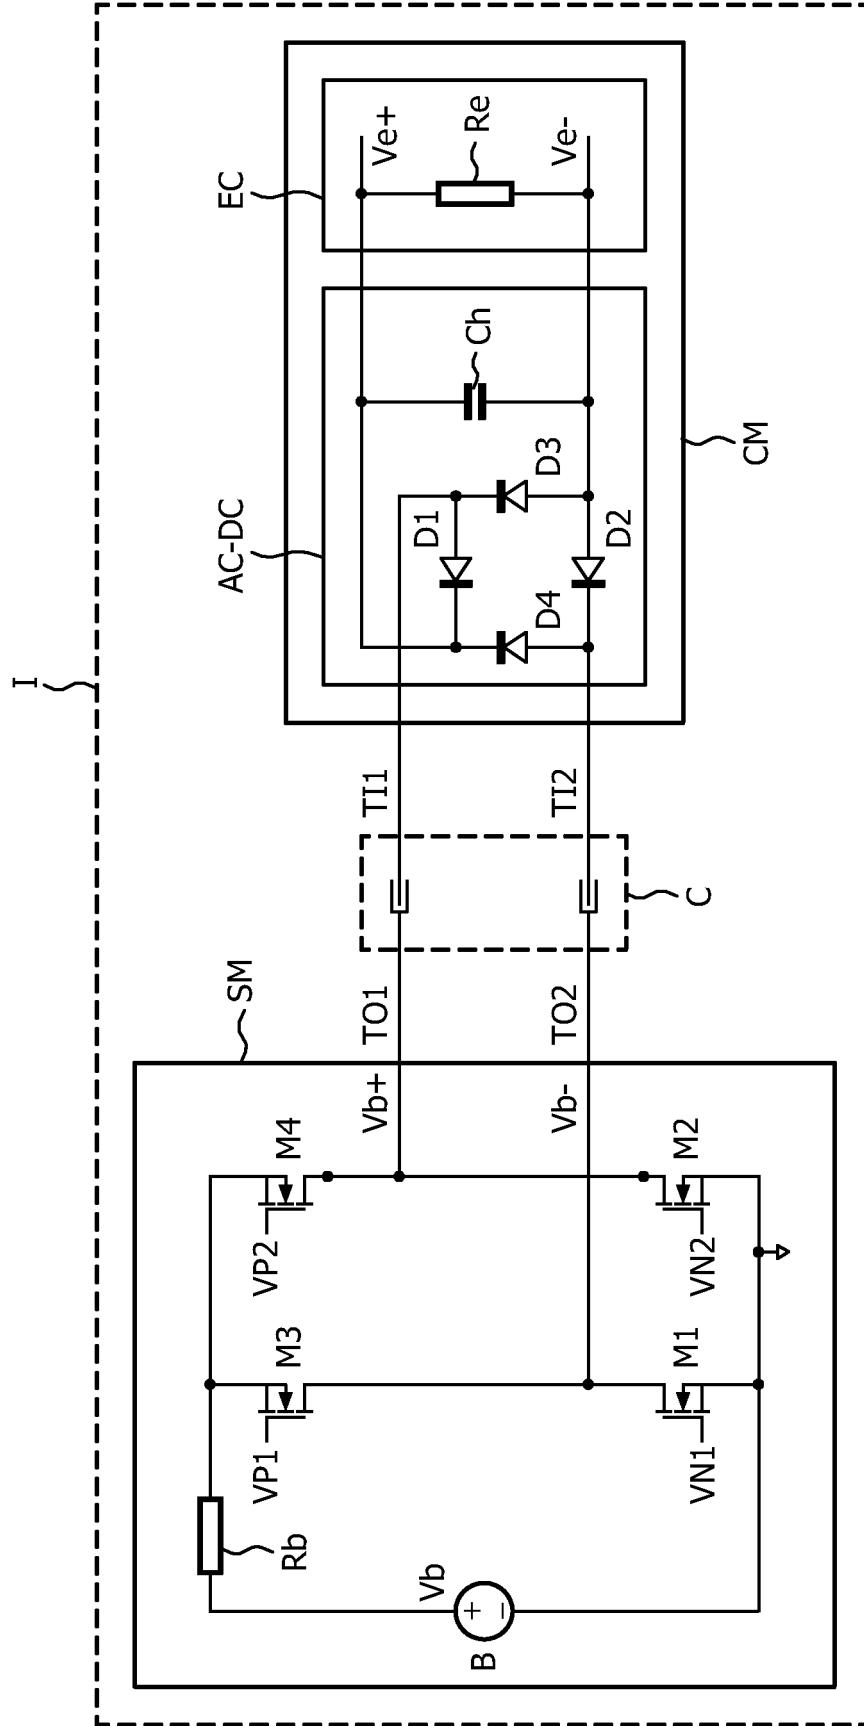 I
EC
Ve+
Re
Ve-
AC-DC
Ch
D1
D3
D4
D2
CM
TI1
TI2
C
SM
TO1
TO2
Vb+
Vb-
M4
M2
VP2
VN2
M3
M1
VP1
VN1
Rb
Vb
+
−
B